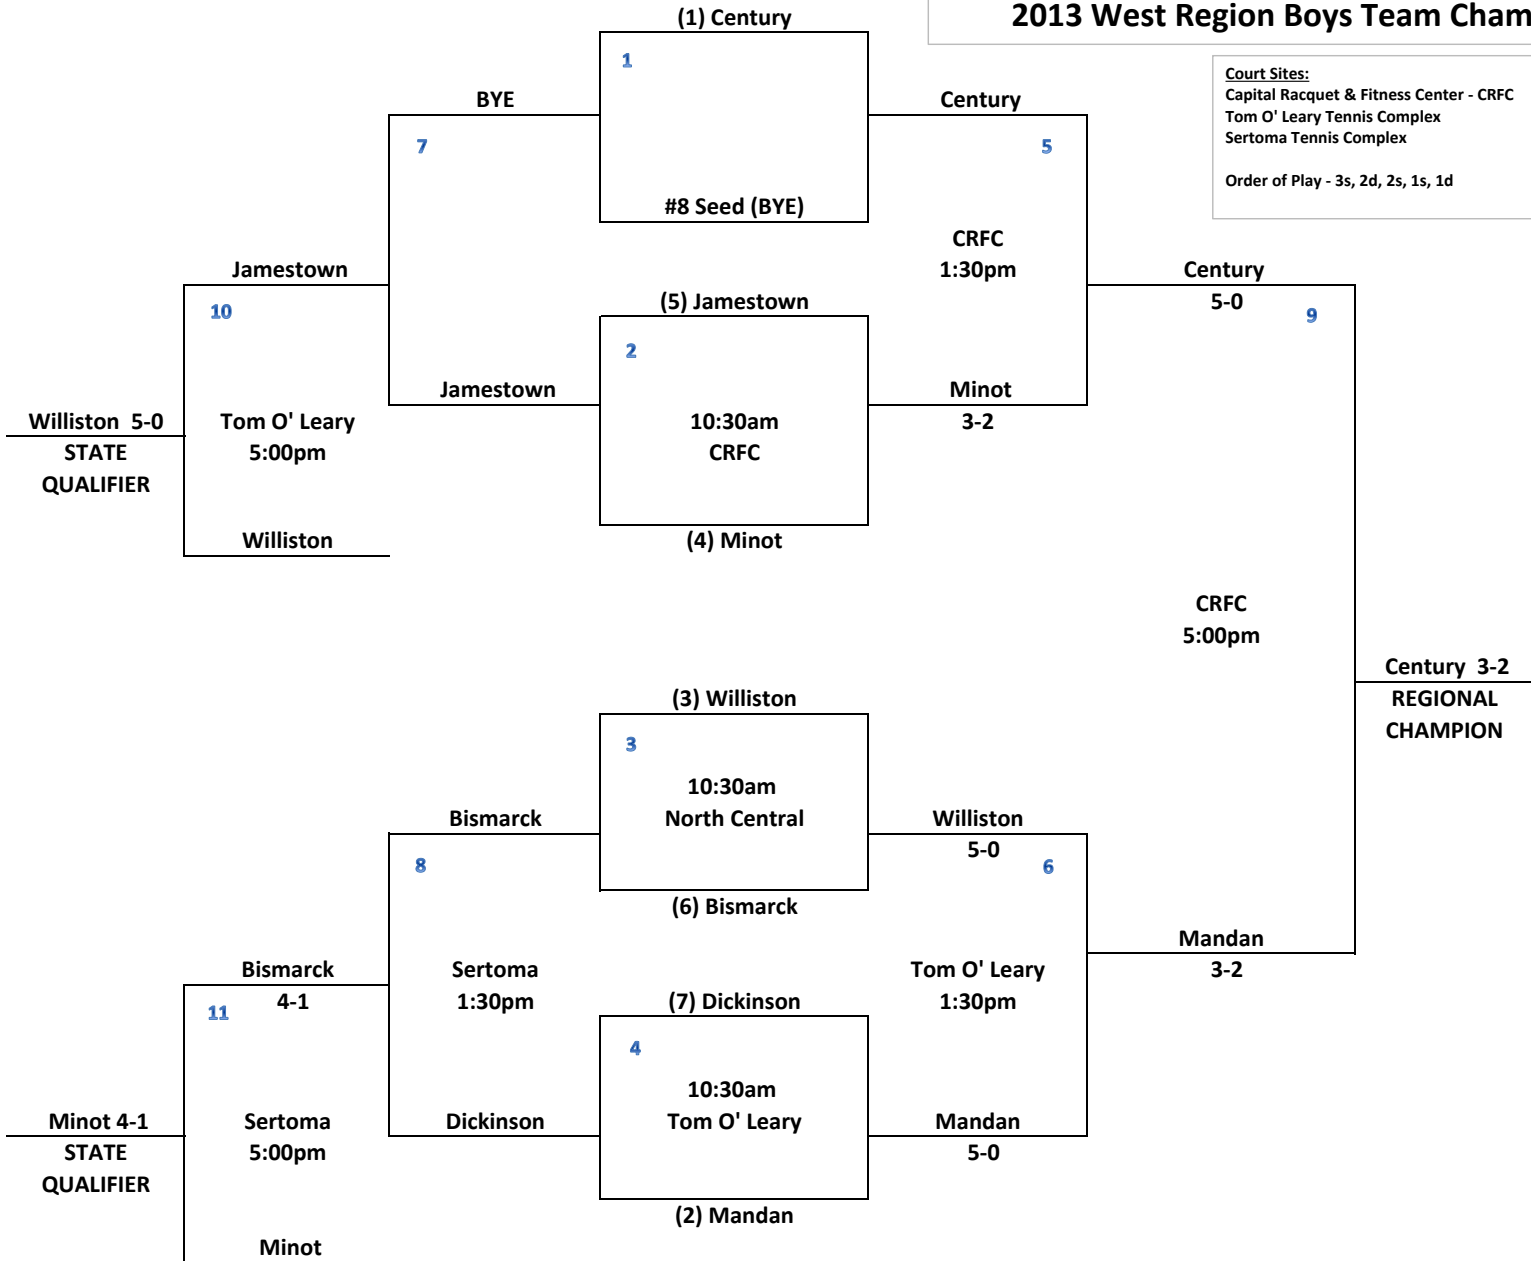 (1) Century
2013 West Region Boys Team Cham
1
Court Sites:
Capital Racquet & Fitness Center - CRFC
Tom O' Leary Tennis Complex
Sertoma Tennis Complex
Order of Play - 3s, 2d, 2s, 1s, 1d
BYE
Century
7
5
#8 Seed (BYE)
CRFC
1:30pm
Jamestown
Century
5-0
10
(5) Jamestown
9
2
Jamestown
Minot
3-2
Williston 5-0
STATE
QUALIFIER
Tom O' Leary
5:00pm
10:30am
CRFC
Williston
(4) Minot
CRFC
5:00pm
Century 3-2
REGIONAL
CHAMPION
(3) Williston
3
10:30am
North Central
Bismarck
Williston
5-0
8
6
(6) Bismarck
Mandan
3-2
Bismarck
4-1
Sertoma
1:30pm
Tom O' Leary
1:30pm
(7) Dickinson
11
4
10:30am
Tom O' Leary
Minot 4-1
STATE
QUALIFIER
Sertoma
5:00pm
Dickinson
Mandan
5-0
(2) Mandan
Minot